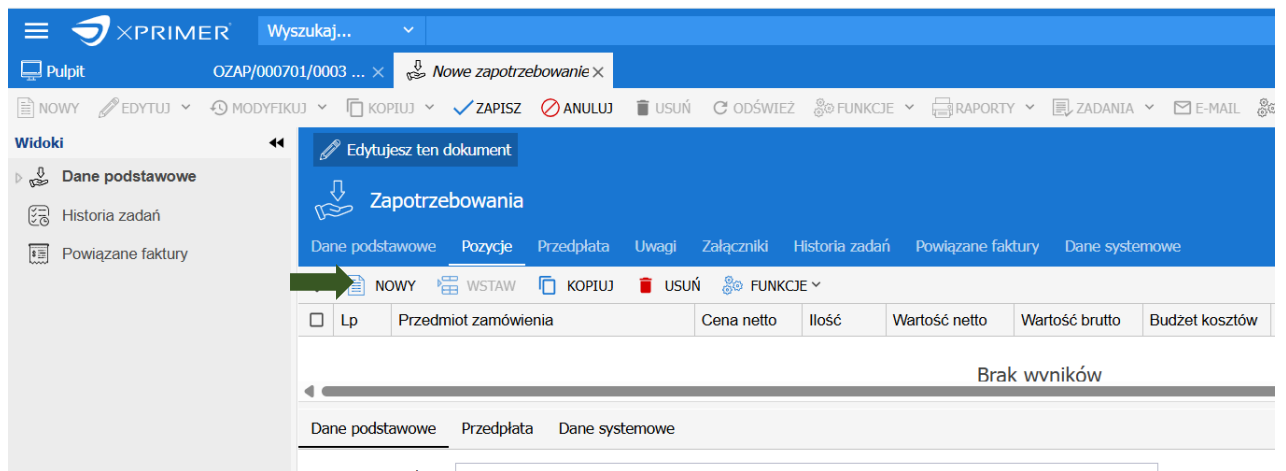 XPRIMER Wyszukaj...
Pulpit OZAP/000701/0003 ... Nowe zapotrzebowanie
NOWY EDYTUJ MODYFIKUJ KOPIUJ ZAPISZ ANULUJ USUŃ ODŚWIEŻ FUNKCJE RAPORTY ZADANIA E-MAIL
Widoki
Edytujesz ten dokument
Dane podstawowe
Historia zadań
Powiązane faktury
Zapotrzebowania
Dane podstawowe Pozycje Przedpłata Uwagi Załączniki Historia zadań Powiązane faktury Dane systemowe
NOWY WSTAW KOPIUJ USUŃ FUNKCJE
Lp Przedmiot zamówienia Cena netto Ilość Wartość netto Wartość brutto Budżet kosztów
Brak wyników
Dane podstawowe Przedpłata Dane systemowe